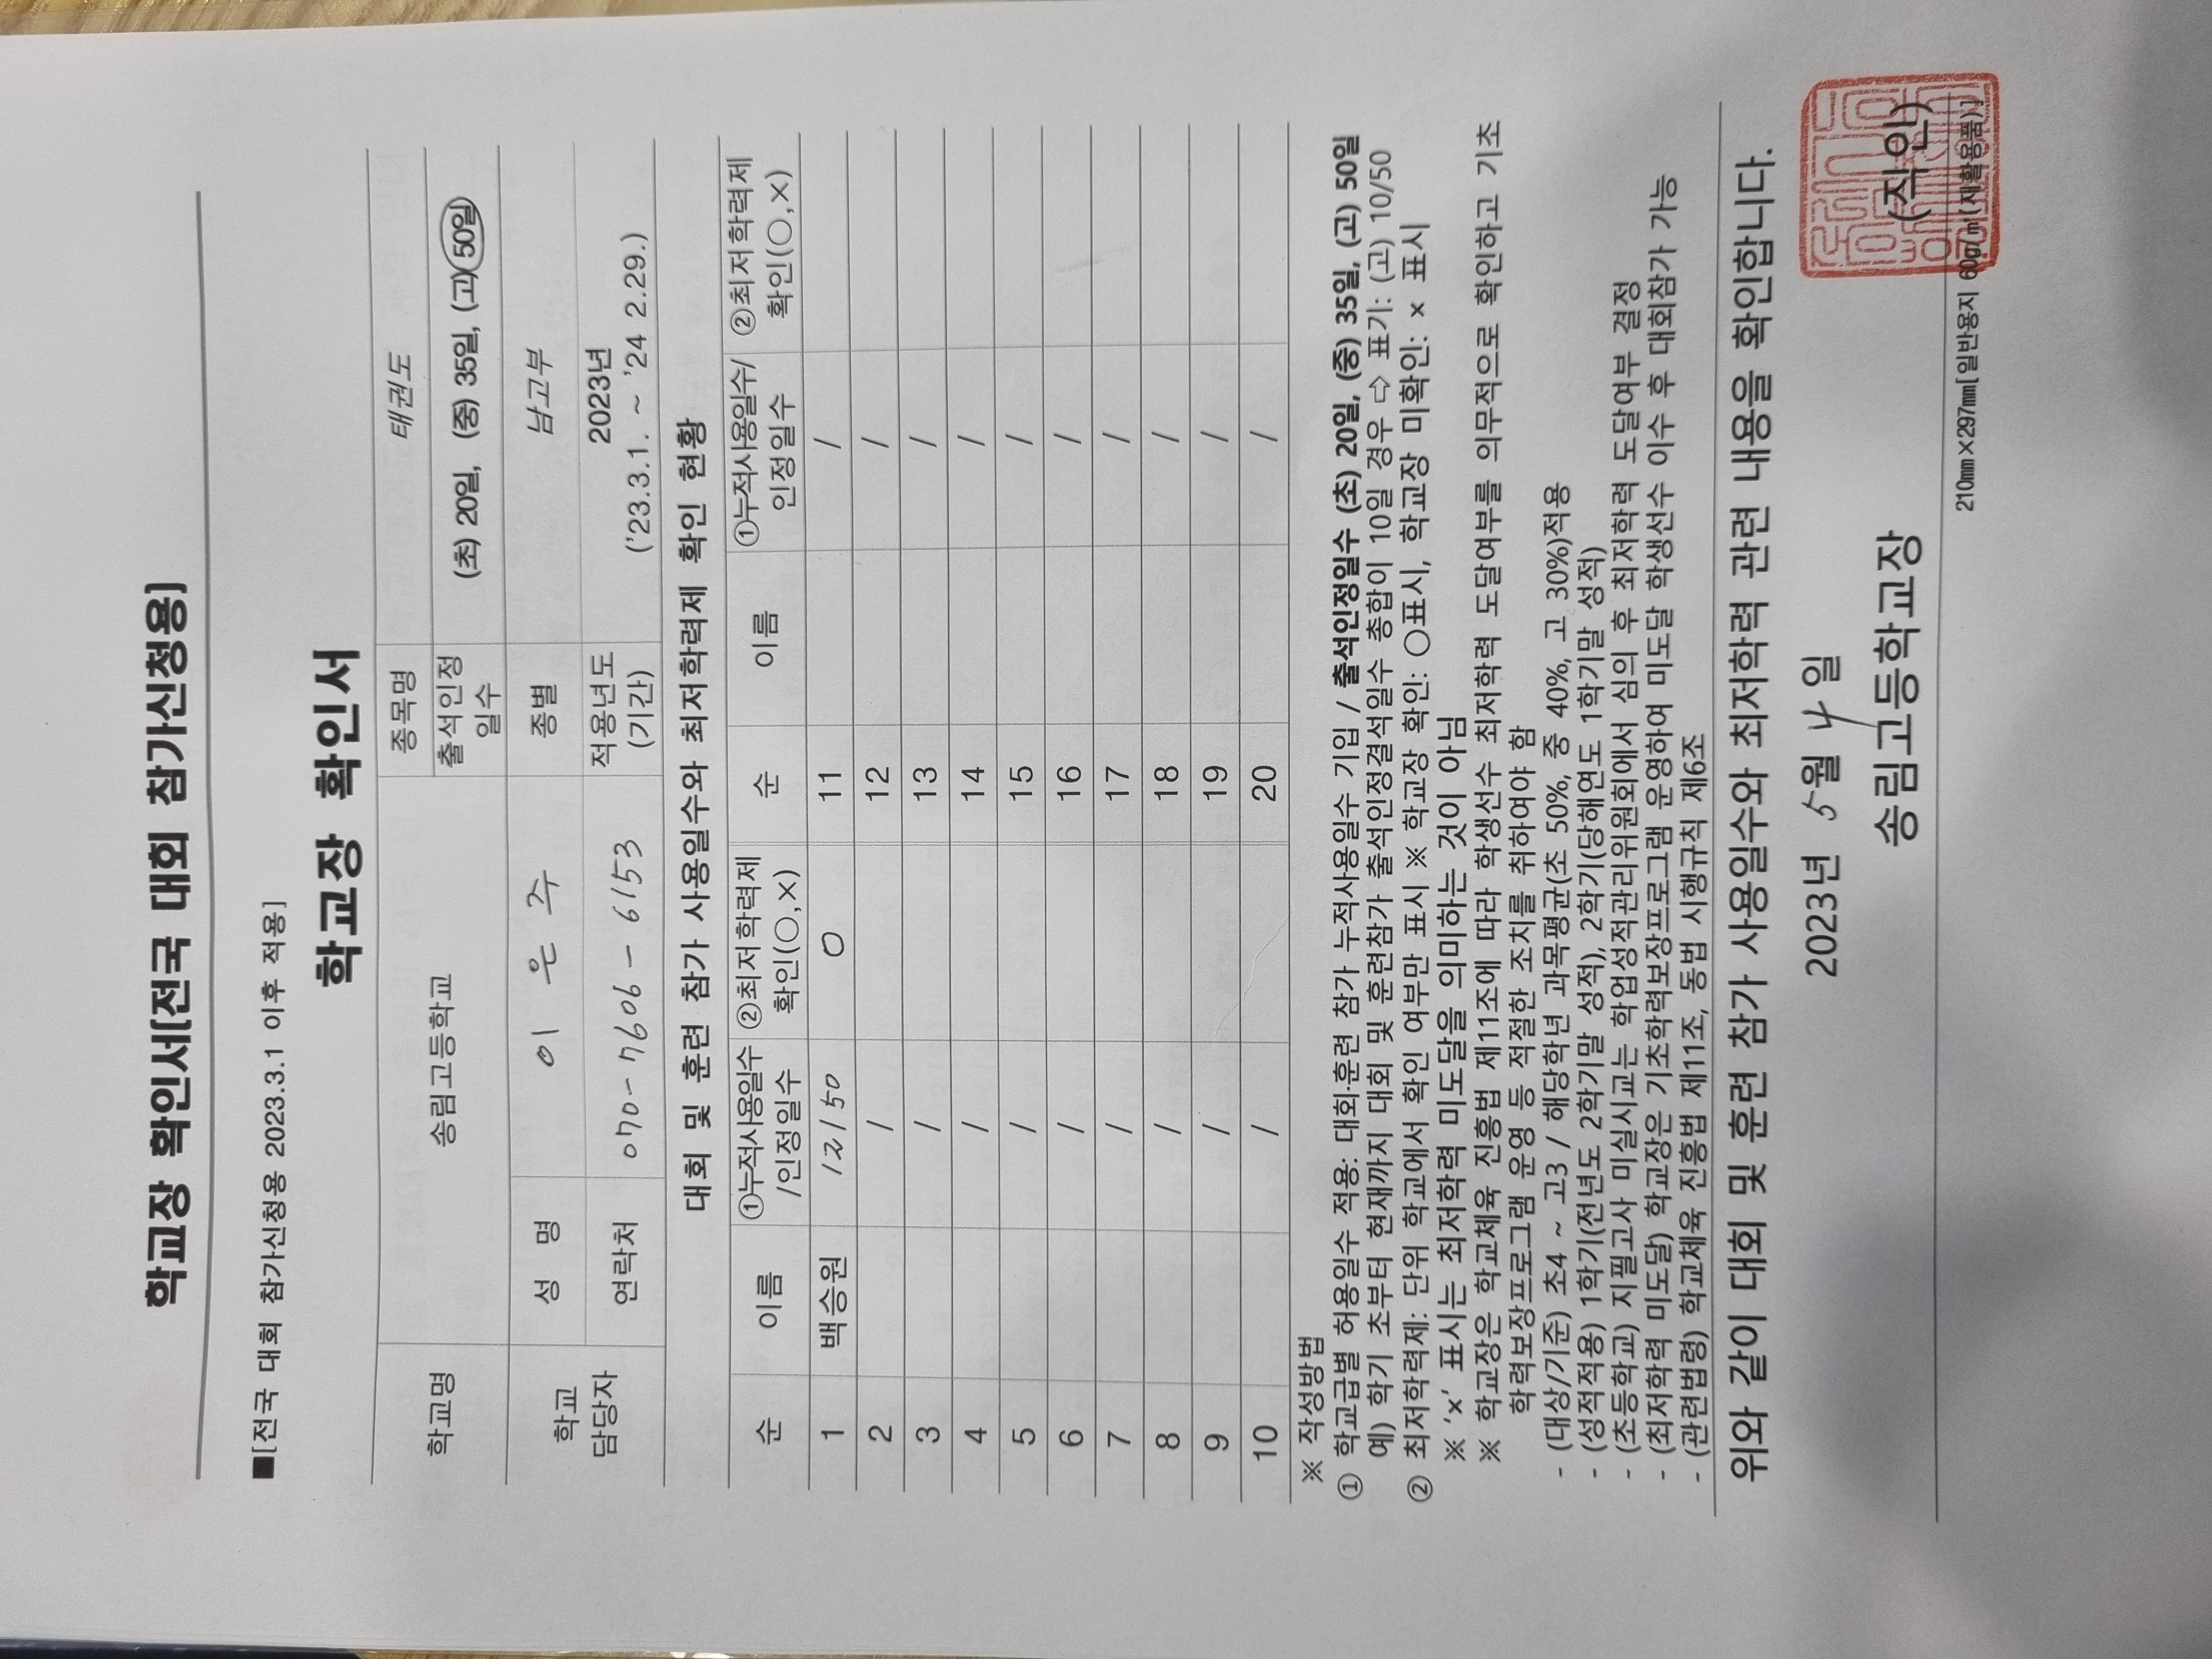 학교장 확인서[전국 대회 참가신청용]
■[전국 대회 참가신청용 2023.3.1 이후 적용]
학교장 확인서
학교명 송림고등학교 종목명 태권도
출석인정일수 (초) 20일, (중) 35일, (고) 50일
학교 담당자 성 명 이은주 종별 남고부
연락처 070-7606-6153 적용년도(기간) 2023년 ('23.3.1. ~ '24 2.29.)
대회 및 훈련 참가 사용일수와 최저학력제 확인 현황
순 이름 ①누적사용일수/인정일수 ②최저학력제 확인(○,×) 순 이름 ①누적사용일수/인정일수 ②최저학력제 확인(○,×)
1 백승원 12/50 ○ 11 /
2 / 12 /
3 / 13 /
4 / 14 /
5 / 15 /
6 / 16 /
7 / 17 /
8 / 18 /
9 / 19 /
10 / 20 /
※ 작성방법
① 학교급별 허용일수 적용: 대회·훈련 참가 누적사용일수 기입 / 출석인정일수 (초) 20일, (중) 35일, (고) 50일
예) 학기 초부터 현재까지 대회 및 훈련참가 출석인정결석일수 총합이 10일 경우 ⇨ 표기: (고) 10/50
② 최저학력제: 단위 학교에서 확인 여부만 표시 ※ 학교장 확인: ○표시, 학교장 미확인: × 표시
※ 'x' 표시는 최저학력 미도달을 의미하는 것이 아님
※ 학교장은 학교체육 진흥법 제11조에 따라 학생선수 최저학력 도달여부를 의무적으로 확인하고 기초
학력보장프로그램 운영 등 적절한 조치를 취하여야 함
- (대상/기준) 초4 ~ 고3 / 해당학년 과목평균(초 50%, 중 40%, 고 30%)적용
- (성적적용) 1학기(전년도 2학기말 성적), 2학기(당해연도 1학기말 성적)
- (초등학교) 지필고사 미실시교는 학업성적관리위원회에서 심의 후 최저학력 도달여부 결정
- (최저학력 미도달) 학교장은 기초학력보장프로그램 운영하여 미도달 학생선수 이수 후 대회참가 가능
- (관련법령) 학교체육 진흥법 제11조, 동법 시행규칙 제6조
위와 같이 대회 및 훈련 참가 사용일수와 최저학력 관련 내용을 확인합니다.
2023년 5월 4일
송림고등학교장 (직인)
210㎜×297㎜[일반용지 60g/㎡(재활용품)]